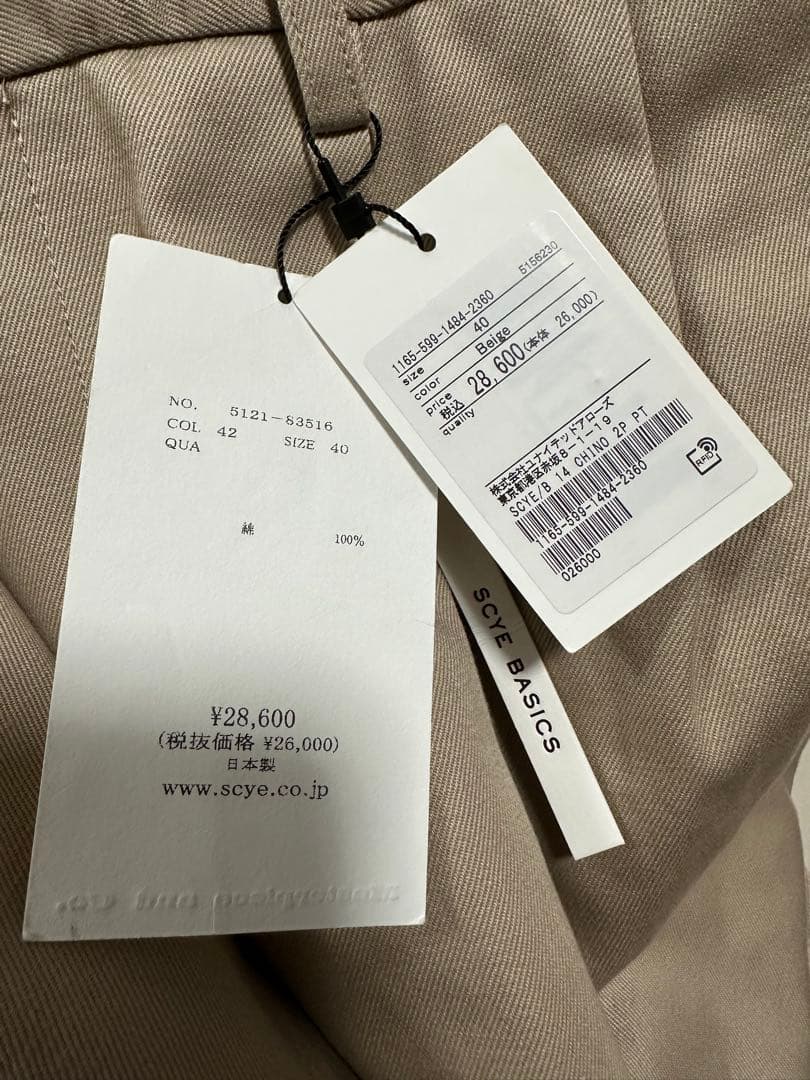 NO. 5121-83516
COL 42 SIZE 40
QUA
綿 100%
¥28,600
(税抜価格 ¥26,000)
日本製
www.scye.co.jp
masterpiece and co.
1165-599-1484-2360 5156230
size 40
color Beige
price 税込 28,600(本体 26,000)
quality
株式会社ユナイテッドアローズ
東京都港区赤坂8-1-19
SCYE/B 14 CHINO 2P PT
1165-599-1484-2360
026000
RFID
SCYE BASICS